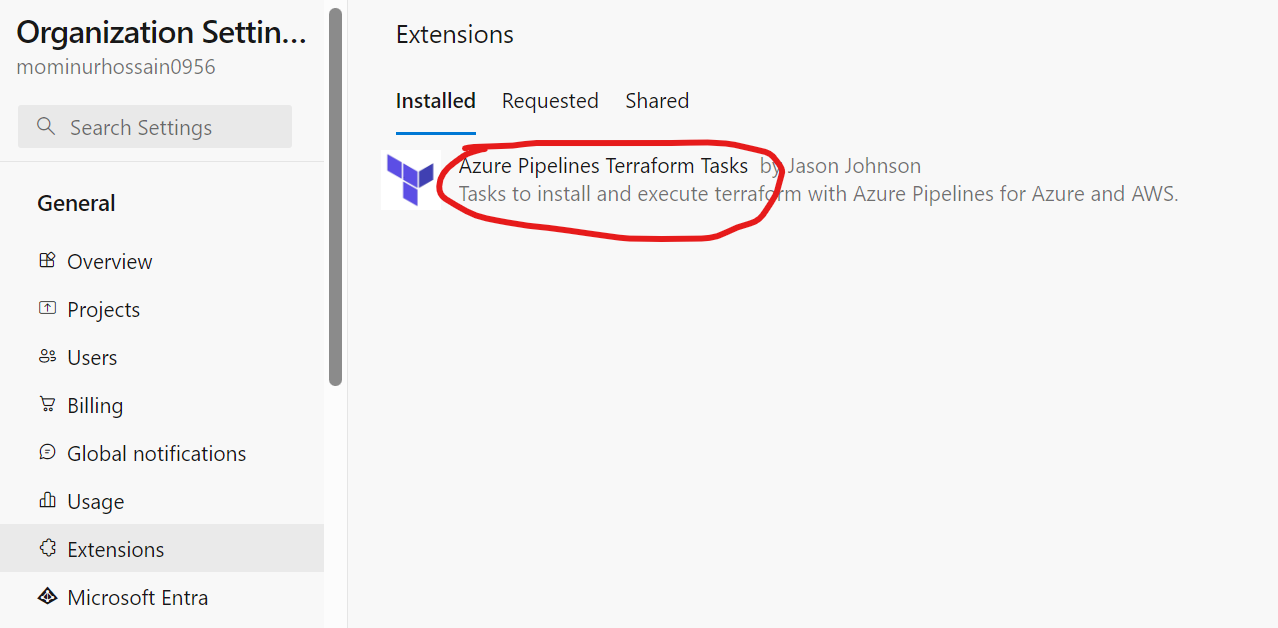 Organization Settin...
mominurhossain0956
Search Settings
General
Overview
Projects
Users
Billing
Global notifications
Usage
Extensions
Microsoft Entra
Extensions
Installed Requested Shared
Azure Pipelines Terraform Tasks by Jason Johnson
Tasks to install and execute terraform with Azure Pipelines for Azure and AWS.